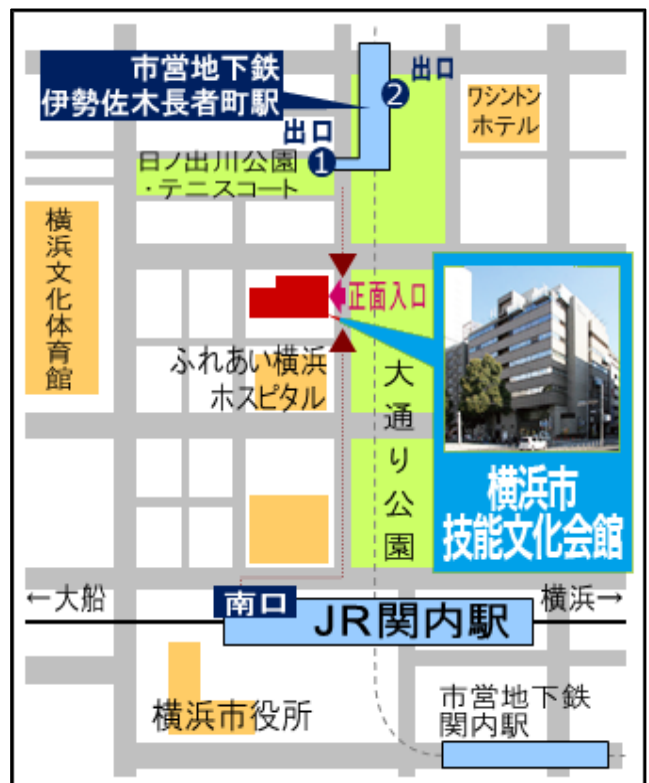 市営地下鉄
伊勢佐木長者町駅
出口
2
ワシントン
ホテル
出口
1
日ノ出川公園
・テニスコート
横浜文化体育館
正面入口
ふれあい横浜
ホスピタル
大通り公園
横浜市
技能文化会館
←大船
南口
JR関内駅
横浜→
横浜市役所
市営地下鉄
関内駅